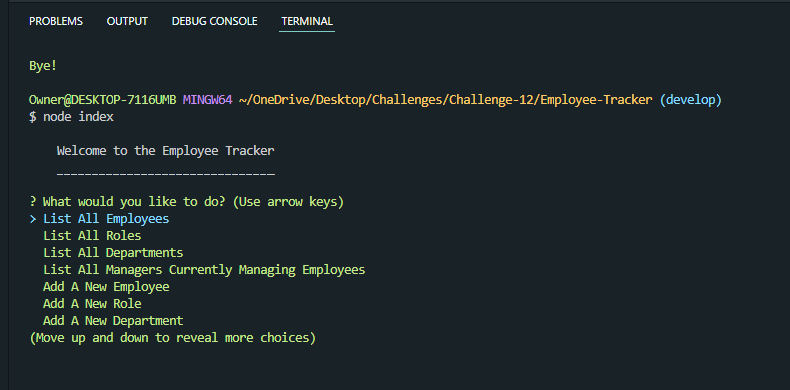 PROBLEMS OUTPUT DEBUG CONSOLE TERMINAL
Bye!
Owner@DESKTOP-7116UMB MINGW64 ~/OneDrive/Desktop/Challenges/Challenge-12/Employee-Tracker (develop)
$ node index
Welcome to the Employee Tracker
_______________________________
? What would you like to do? (Use arrow keys)
> List All Employees
List All Roles
List All Departments
List All Managers Currently Managing Employees
Add A New Employee
Add A New Role
Add A New Department
(Move up and down to reveal more choices)